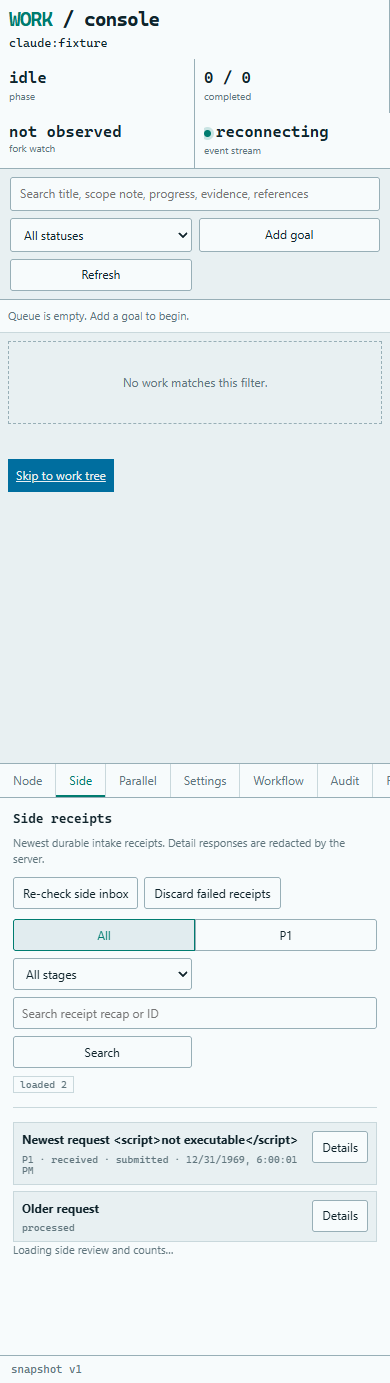 WORK / console
claude:fixture
idle
phase
0 / 0
completed
not observed
fork watch
reconnecting
event stream
Search title, scope note, progress, evidence, references
All statuses
Add goal
Refresh
Queue is empty. Add a goal to begin.
No work matches this filter.
Skip to work tree
Node Side Parallel Settings Workflow Audit
Side receipts
Newest durable intake receipts. Detail responses are redacted by the
server.
Re-check side inbox
Discard failed receipts
All
P1
All stages
Search receipt recap or ID
Search
loaded 2
Newest request <script>not executable</script>
P1 · received · submitted · 12/31/1969, 6:00:01
PM
Details
Older request
processed
Details
Loading side review and counts…
snapshot v1